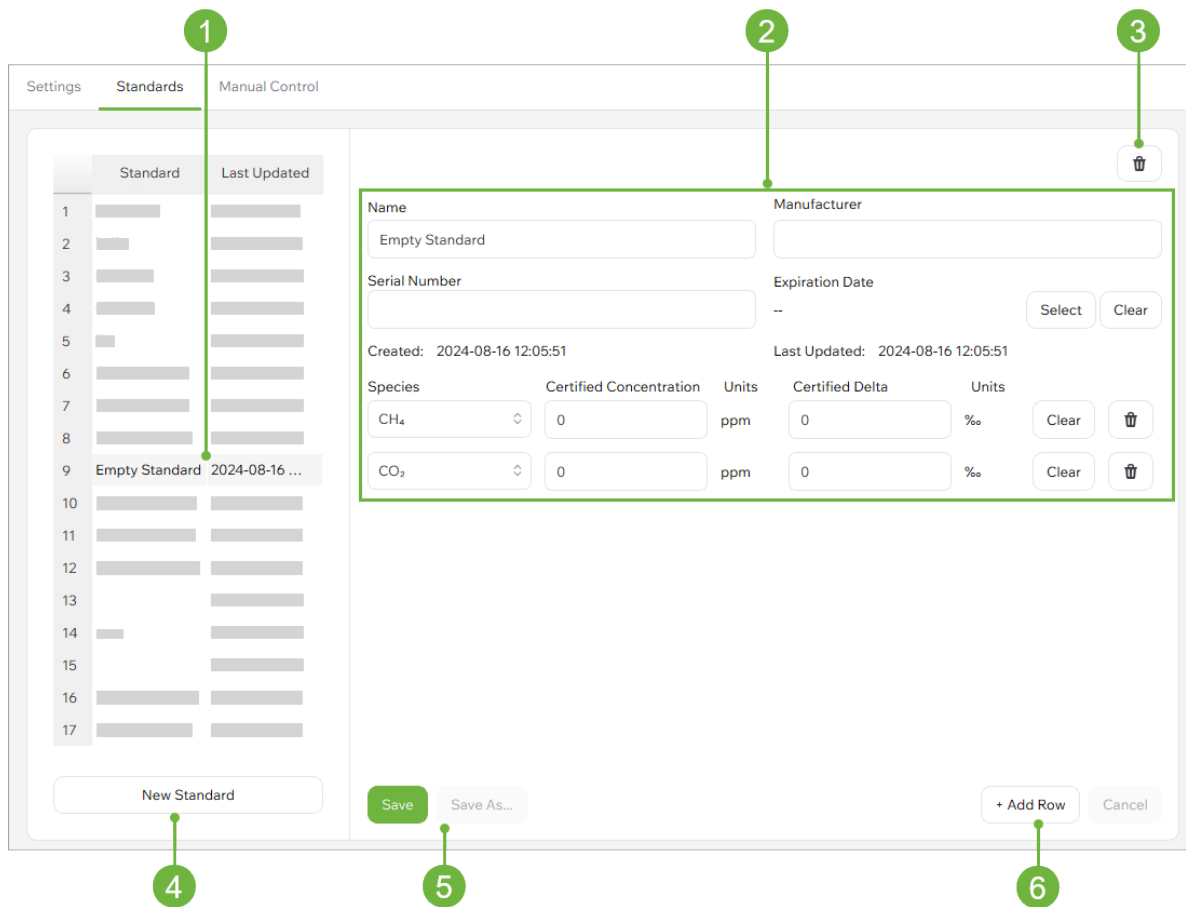 1 2 3
Settings Standards Manual Control
Standard Last Updated
1
2
3
4
5
6
7
8
9 Empty Standard 2024-08-16 ...
10
11
12
13
14
15
16
17
New Standard
Name Manufacturer
Empty Standard
Serial Number Expiration Date
-- Select Clear
Created: 2024-08-16 12:05:51 Last Updated: 2024-08-16 12:05:51
Species Certified Concentration Units Certified Delta Units
CH₄ 0 ppm 0 ‰ Clear
CO₂ 0 ppm 0 ‰ Clear
Save Save As... + Add Row Cancel
4 5 6